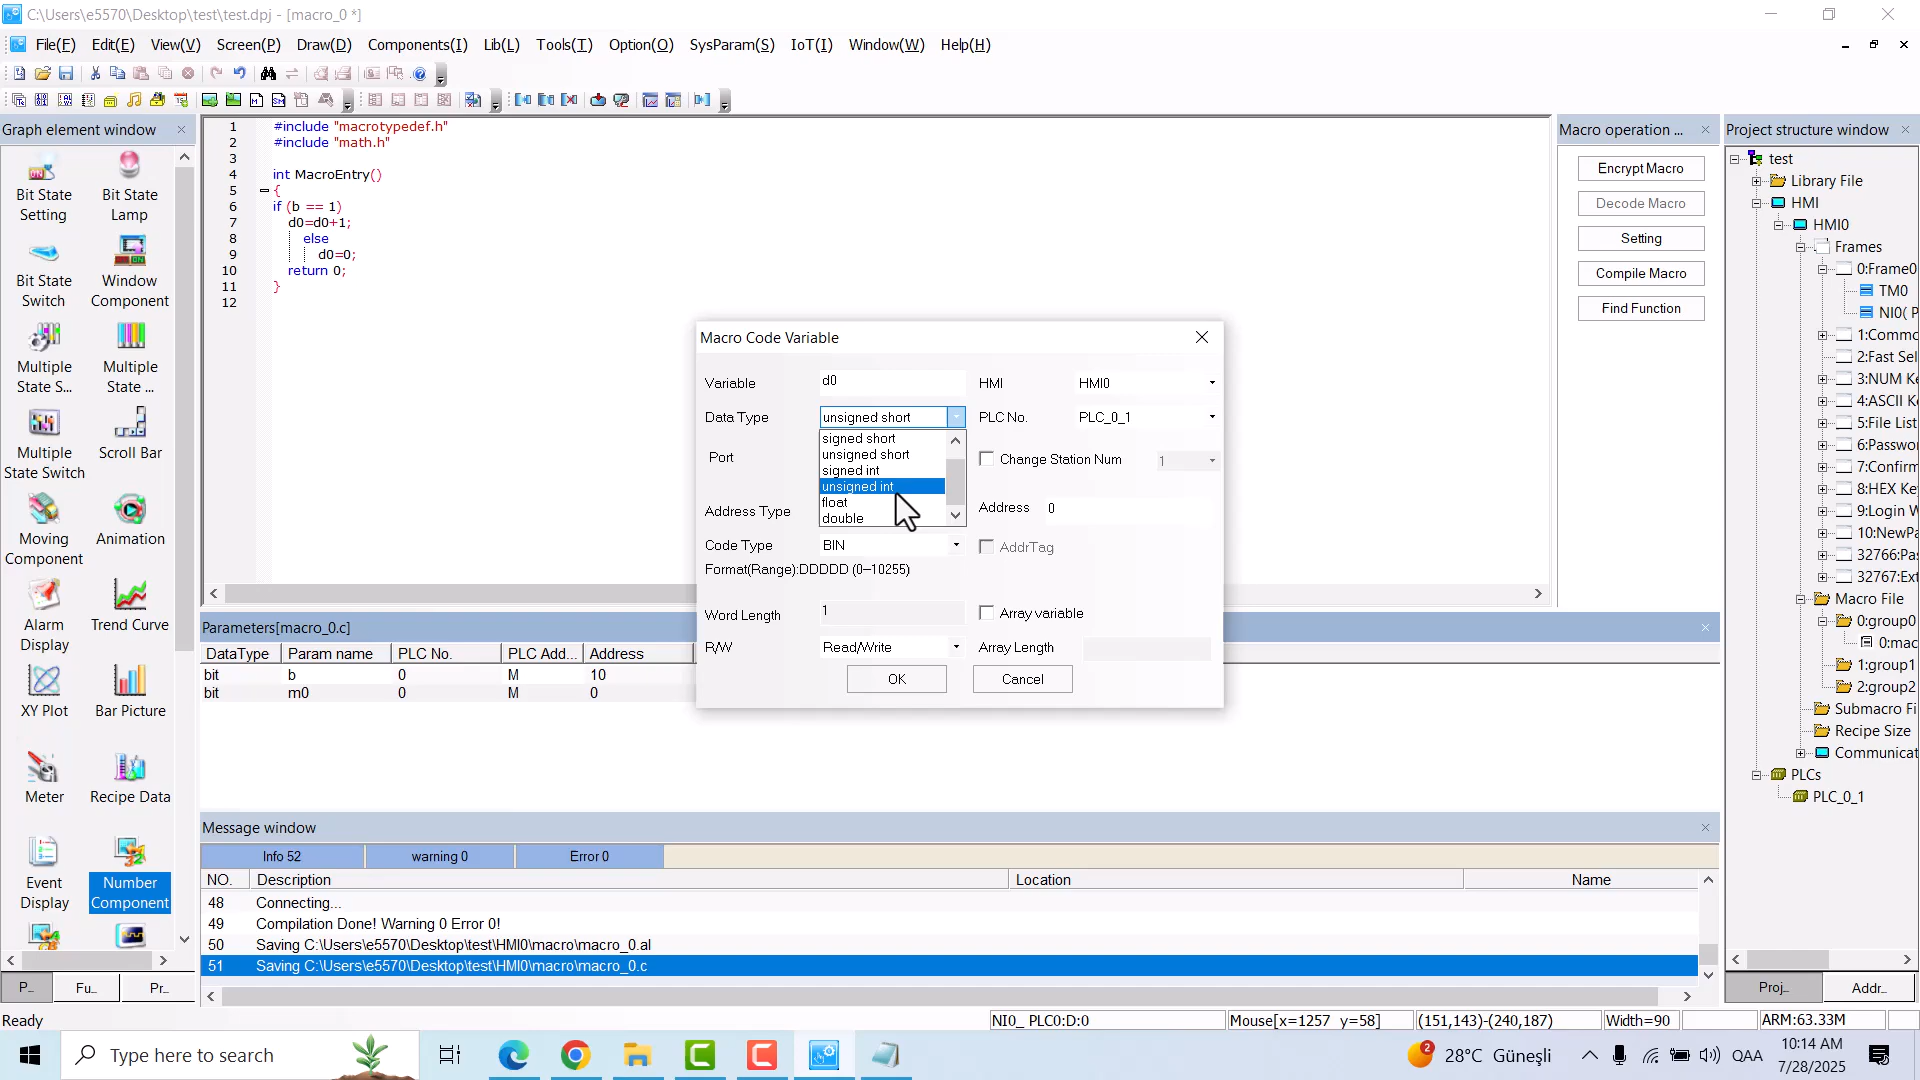 C:\Users\e5570\Desktop\test\test.dpj - [macro_0 *]
File(F) Edit(E) View(V) Screen(P) Draw(D) Components(I) Lib(L) Tools(T) Option(O) SysParam(S) IoT(I) Window(W) Help(H)
Graph element window
Bit State Setting
Bit State Lamp
Bit State Switch
Window Component
Multiple State S...
Multiple State ...
Multiple State Switch
Scroll Bar
Moving Component
Animation
Alarm Display
Trend Curve
XY Plot
Bar Picture
Meter
Recipe Data
Event Display
Number Component
P...
Fu...
Pr...
1 #include "macrotypedef.h"
2 #include "math.h"
3
4 int MacroEntry()
5 {
6 if (b == 1)
7 d0=d0+1;
8 else
9 d0=0;
10 return 0;
11 }
12
Macro Code Variable
Variable d0 HMI HMI0
Data Type unsigned short PLC No. PLC_0_1
signed short
unsigned short
signed int
unsigned int
float
double
Port Change Station Num 1
Address Type Address 0
Code Type BIN AddrTag
Format(Range):DDDDD (0--10255)
Word Length 1 Array variable
R/W Read/Write Array Length
OK Cancel
Macro operation ...
Encrypt Macro
Decode Macro
Setting
Compile Macro
Find Function
Project structure window
test
Library File
HMI
HMI0
Frames
0:Frame0
TM0
NI0( P
1:Commo
2:Fast Sel
3:NUM Ke
4:ASCII Ke
5:File List
6:Passwo
7:Confirm
8:HEX Key
9:Login W
10:NewPa
32766:Pas
32767:Ext
Macro File
0:group0
0:mac
1:group1
2:group2
Submacro Fi
Recipe Size
Communicat
PLCs
PLC_0_1
Proj...
Addr...
Parameters[macro_0.c]
DataType Param name PLC No. PLC Add... Address
bit b 0 M 10
bit m0 0 M 0
Message window
Info 52 warning 0 Error 0
NO. Description Location Name
48 Connecting...
49 Compilation Done! Warning 0 Error 0!
50 Saving C:\Users\e5570\Desktop\test\HMI0\macro\macro_0.al
51 Saving C:\Users\e5570\Desktop\test\HMI0\macro\macro_0.c
Ready NI0_ PLC0:D:0 Mouse[x=1257 y=58] (151,143)-(240,187) Width=90 ARM:63.33M
Type here to search
2
28°C Güneşli
QAA
10:14 AM
7/28/2025